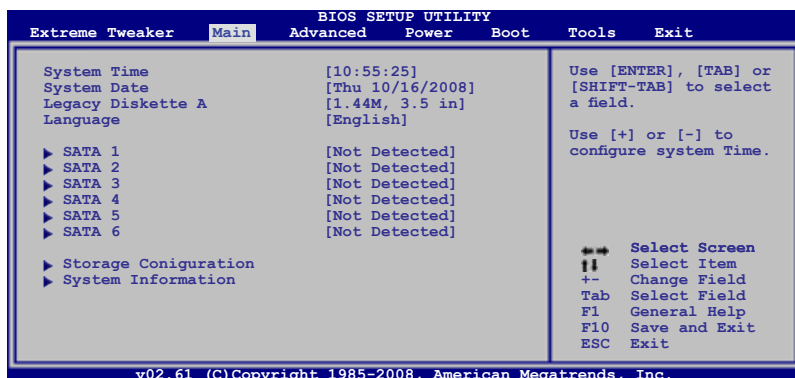 BIOS SETUP UTILITY
Extreme Tweaker Main Advanced Power Boot Tools Exit
System Time [10:55:25]
System Date [Thu 10/16/2008]
Legacy Diskette A [1.44M, 3.5 in]
Language [English]
SATA 1 [Not Detected]
SATA 2 [Not Detected]
SATA 3 [Not Detected]
SATA 4 [Not Detected]
SATA 5 [Not Detected]
SATA 6 [Not Detected]
Storage Coniguration
System Information
Use [ENTER], [TAB] or
[SHIFT-TAB] to select
a field.
Use [+] or [-] to
configure system Time.
Select Screen
Select Item
+- Change Field
Tab Select Field
F1 General Help
F10 Save and Exit
ESC Exit
v02.61 (C)Copyright 1985-2008, American Megatrends, Inc.